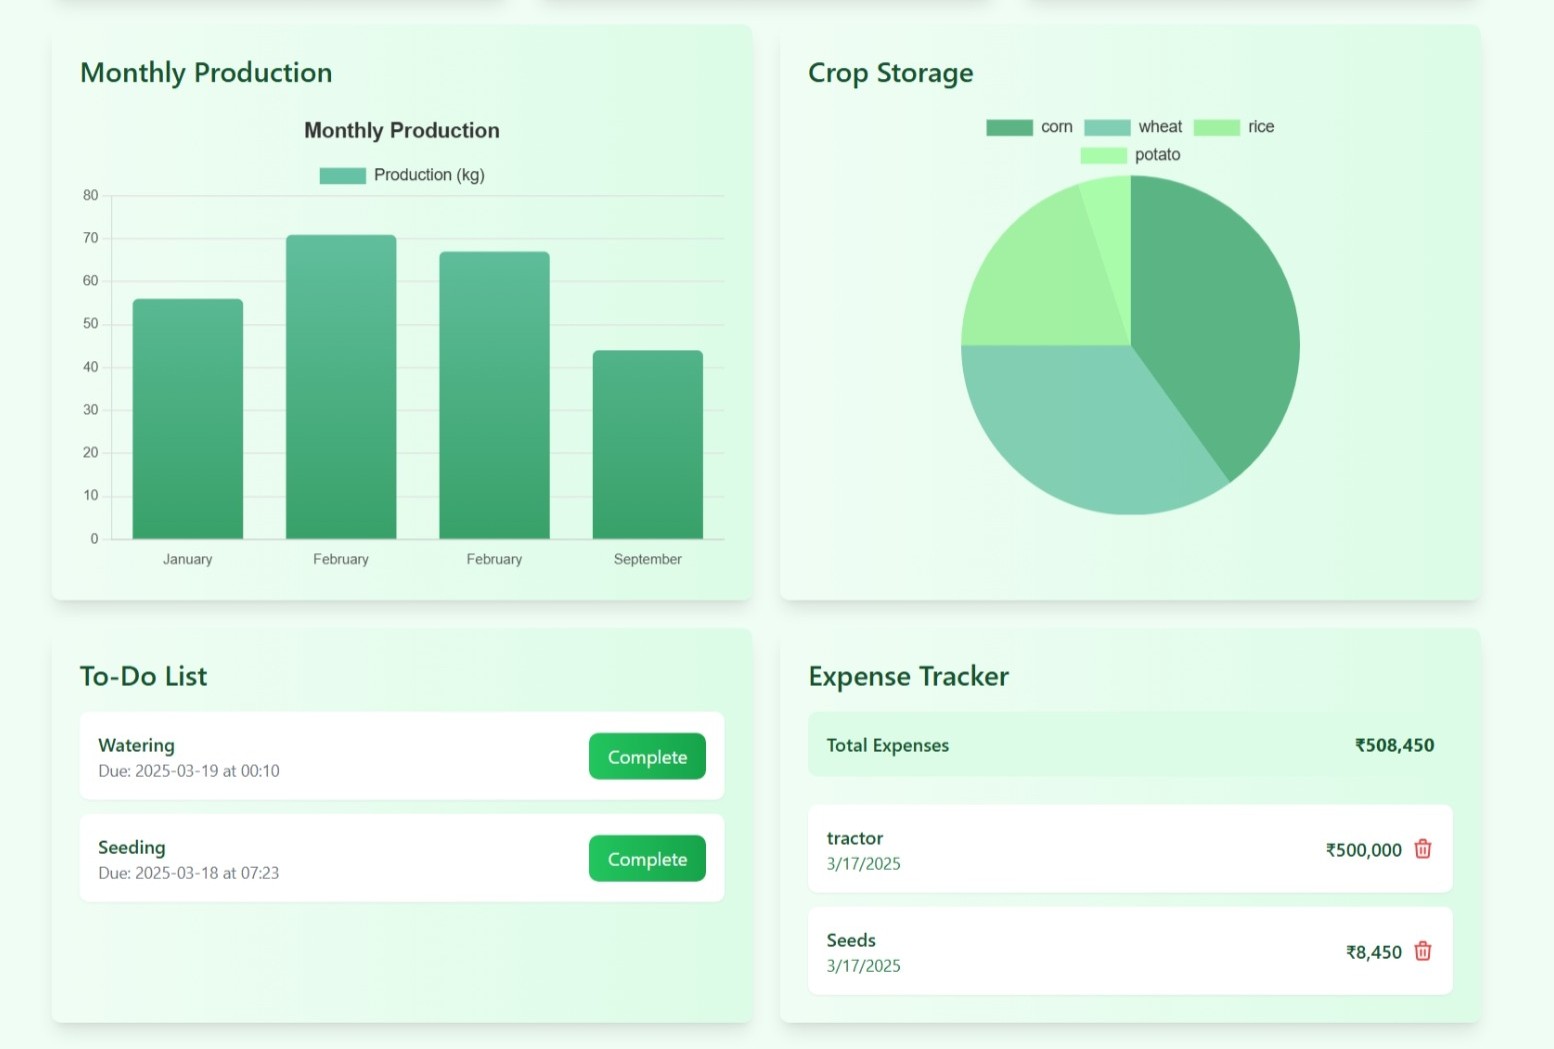 Monthly Production
Monthly Production
Production (kg)
80
70
60
50
40
30
20
10
0
January February February September
Crop Storage
corn wheat rice
potato
To-Do List
Watering
Due: 2025-03-19 at 00:10
Complete
Seeding
Due: 2025-03-18 at 07:23
Complete
Expense Tracker
Total Expenses ₹508,450
tractor
3/17/2025
₹500,000
Seeds
3/17/2025
₹8,450